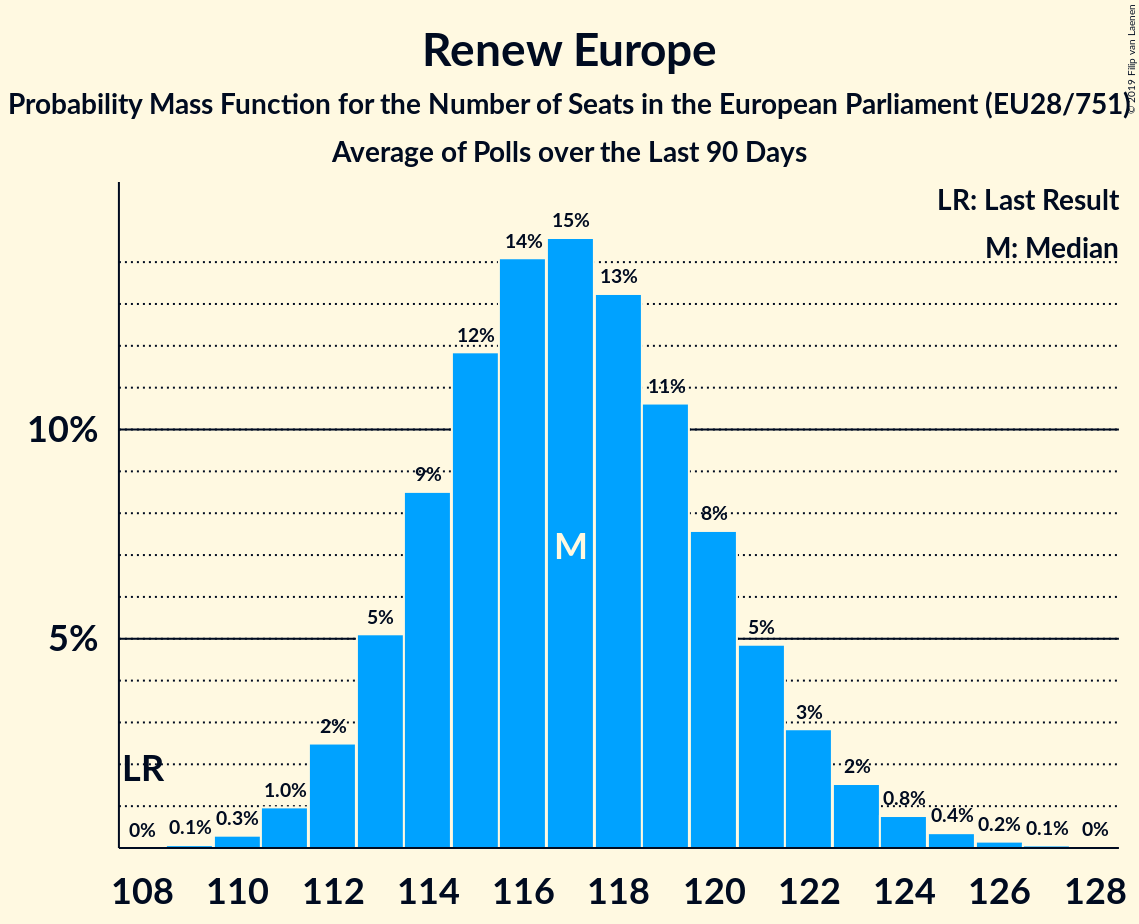 Renew Europe
Probability Mass Function for the Number of Seats in the European Parliament (EU28/751)
Average of Polls over the Last 90 Days
© 2019 Filip van Laenen
LR: Last Result
M: Median
15%
14%
13%
12%
11%
10%
9%
8%
M
5%
5%
5%
3%
2%
2%
LR
1.0%
0.8%
0.3%
0.4%
0.2%
0%
0.1%
0.1%
0%
108 110 112 114 116 118 120 122 124 126 128